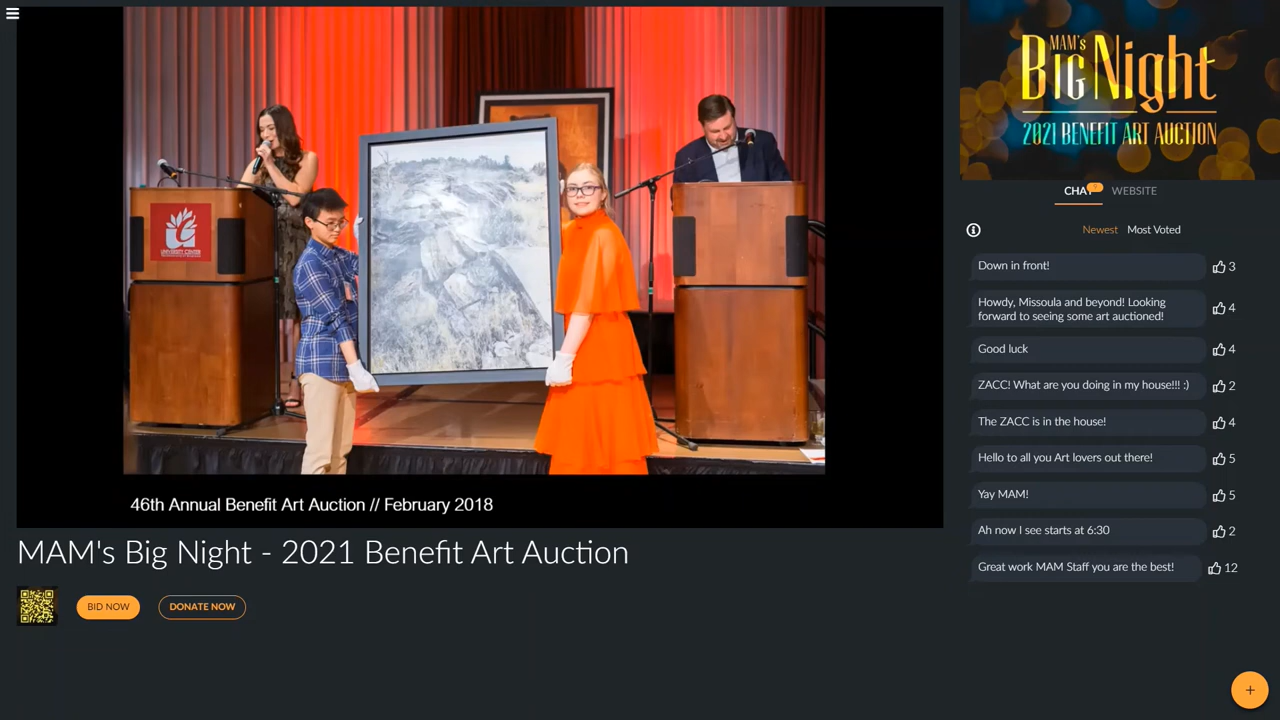 UNIVERSITY CENTER
46th Annual Benefit Art Auction // February 2018
MAM's Big Night - 2021 Benefit Art Auction
BID NOW
DONATE NOW
MAM's
Big Night
2021 BENEFIT ART AUCTION
CHAT
WEBSITE
Newest
Most Voted
Down in front!
3
Howdy, Missoula and beyond! Looking
forward to seeing some art auctioned!
4
Good luck
4
ZACC! What are you doing in my house!!! :)
2
The ZACC is in the house!
4
Hello to all you Art lovers out there!
5
Yay MAM!
5
Ah now I see starts at 6:30
2
Great work MAM Staff you are the best!
12
+